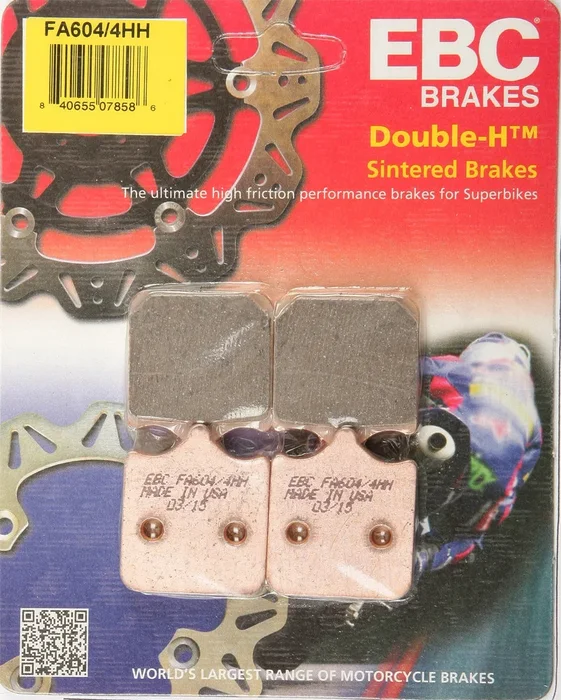 FA604/4HH
8 40655 07858 6
EBC®
BRAKES
Double-H™
Sintered Brakes
The ultimate high friction performance brakes for Superbikes
EBC FA604/4HH
MADE IN USA
03/15
EBC FA604/4HH
MADE IN USA
03/15
WORLD'S LARGEST RANGE OF MOTORCYCLE BRAKES